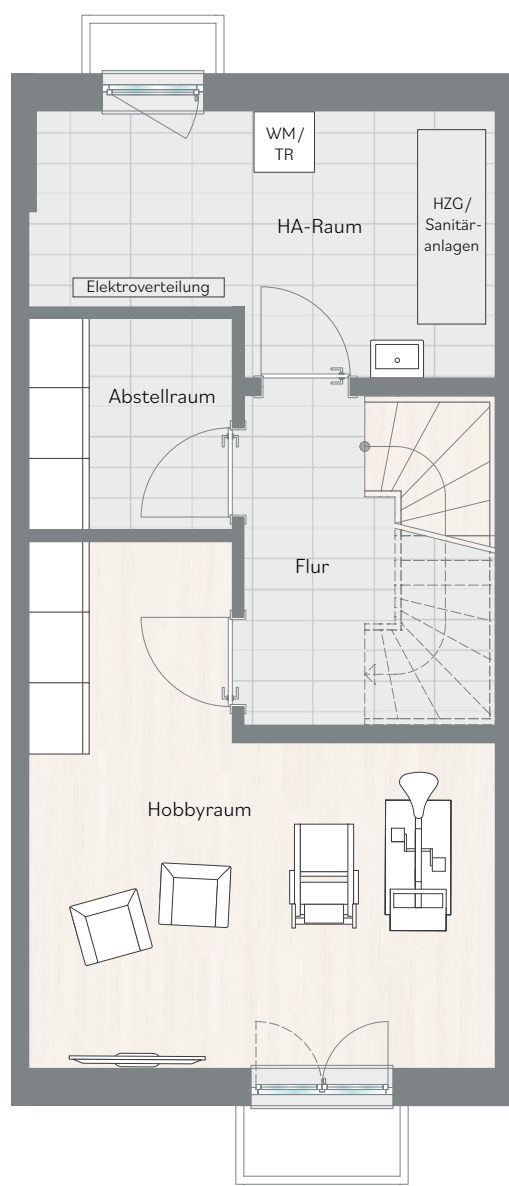 WM/
TR
HZG/
Sanitär-
anlagen
HA-Raum
Elektroverteilung
Abstellraum
Flur
Hobbyraum